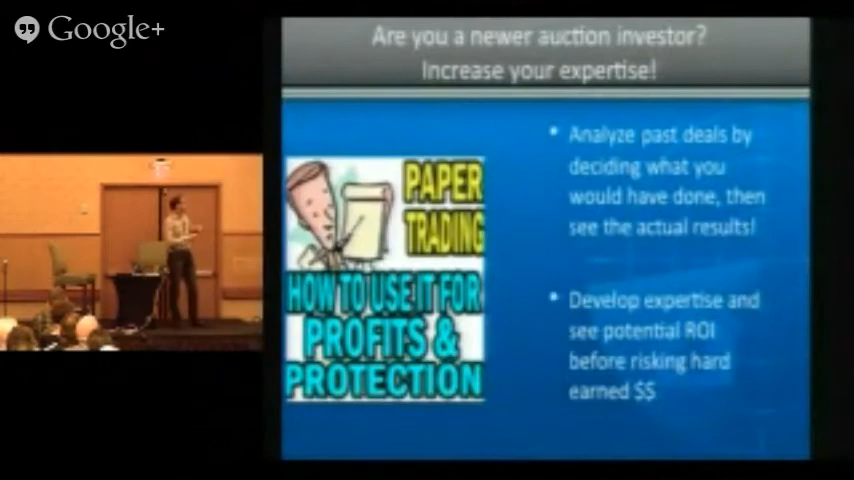 Google+
Are you a newer auction investor?
Increase your expertise!
PAPER
TRADING
HOW TO USE IT FOR
PROFITS &
PROTECTION
• Analyze past deals by
deciding what you
would have done, then
see the actual results!
• Develop expertise and
see potential ROI
before risking hard
earned $$